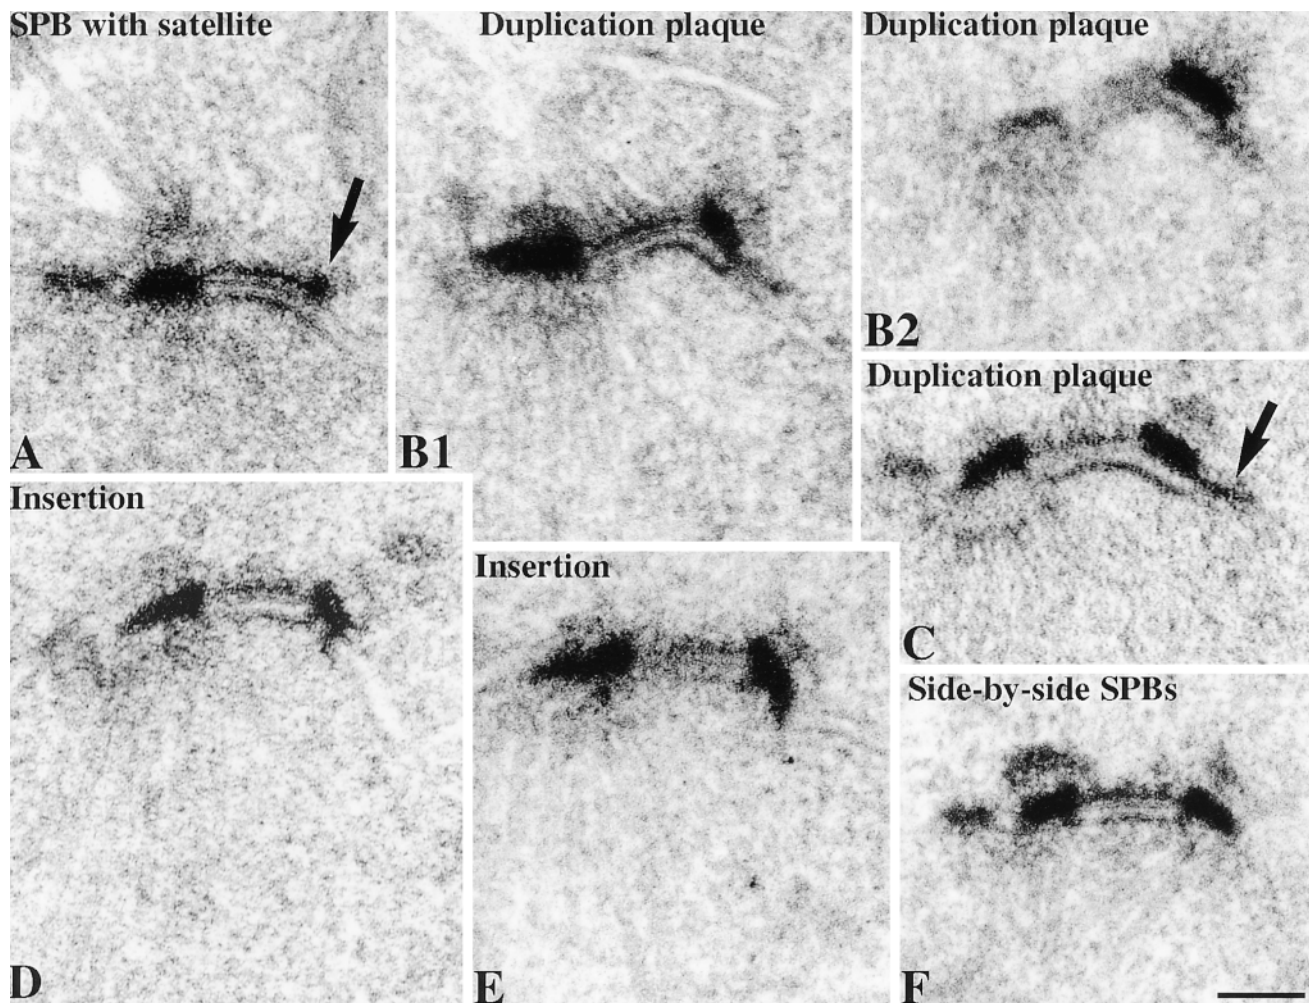 SPB with satellite
A
Duplication plaque
B1
Duplication plaque
B2
Duplication plaque
C
Insertion
D
Insertion
E
Side-by-side SPBs
F